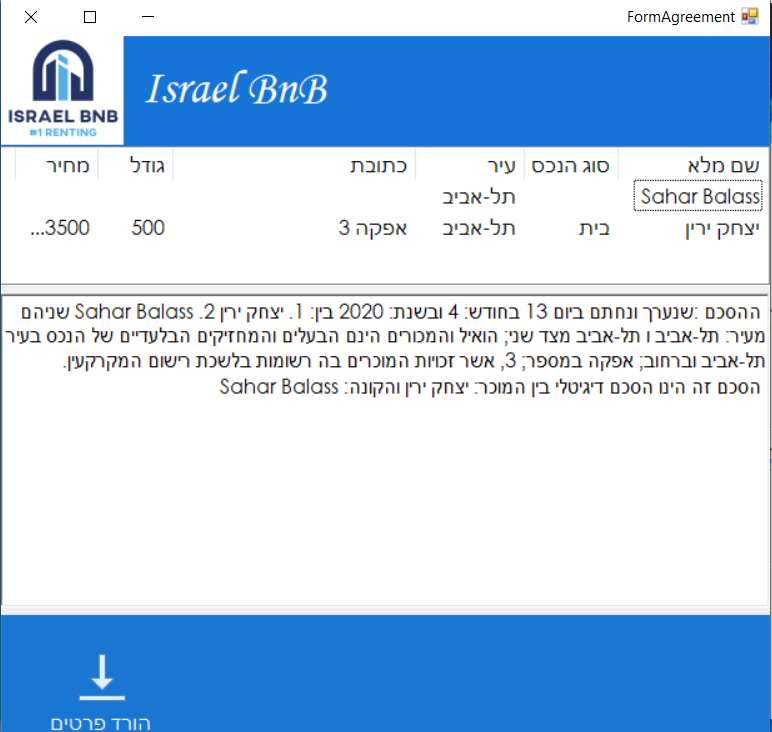 FormAgreement
Israel BnB
ISRAEL BNB
#1 RENTING
שם מלא סוג הנכס עיר כתובת גודל מחיר
Sahar Balass תל-אביב
יצחק ירין בית תל-אביב אפקה 3 500 3500...
ההסכם :שנערך ונחתם ביום 13 בחודש: 4 ובשנת: 2020 בין: 1. יצחק ירין 2. Sahar Balass שניהם
מעיר: תל-אביב ו תל-אביב מצד שני; הואיל והמכורים הינם הבעלים והמחזיקים הבלעדיים של הנכס בעיר
תל-אביב וברחוב; אפקה במספר; 3, אשר זכויות המוכרים בה רשומות בלשכת רישום המקרקעין.
הסכם זה הינו הסכם דיגיטלי בין המוכר: יצחק ירין והקונה: Sahar Balass
הורד פרטים